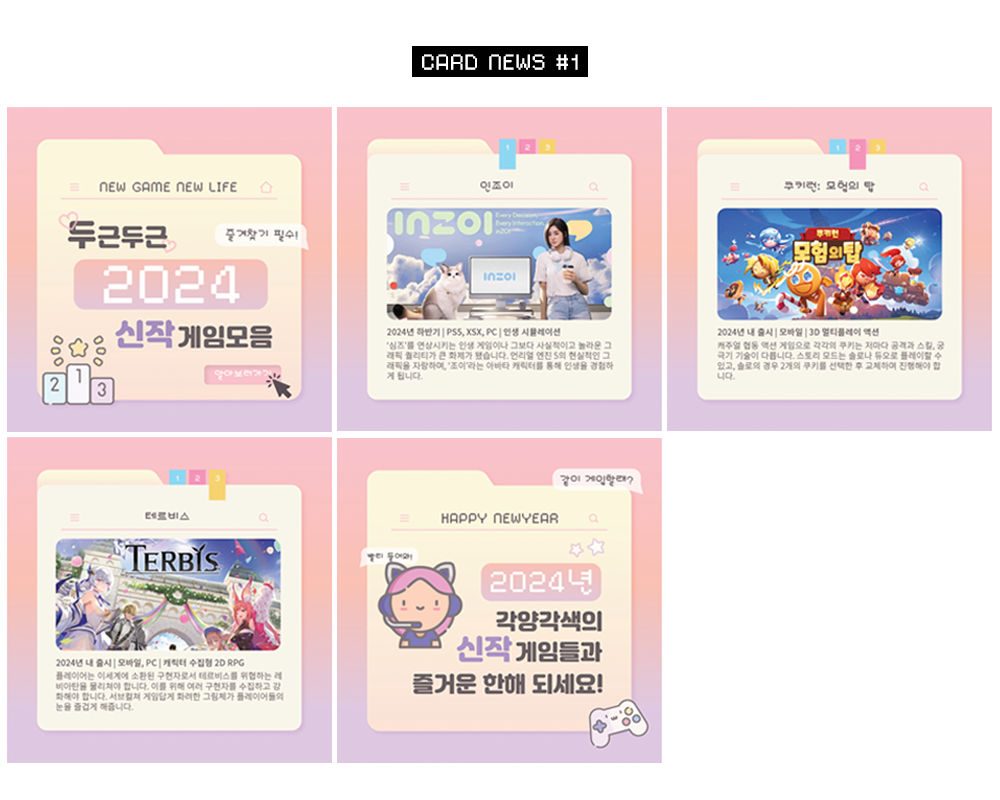 CARD NEWS #1
NEW GAME NEW LIFE
두근두근
즐겨찾기 필수!
2024
신작 게임모음
알아보러가기
2 1 3
1 2 3
인조이
inZOI
Every Decision,
Every Interaction,
inZOI
2024년 하반기 | PS5, XSX, PC | 인생 시뮬레이션
'심즈'를 연상시키는 인생 게임이나 그보다 사실적이고 놀라운 그
래픽 퀄리티가 큰 화제가 됐습니다. 언리얼 엔진 5의 현실적인 그
래픽을 자랑하며, '조이'라는 아바타 캐릭터를 통해 인생을 경험하
게 됩니다.
1 2 3
쿠키런: 모험의 탑
쿠키런
모험의탑
2024년 내 출시 | 모바일 | 3D 멀티플레이 액션
캐주얼 협동 액션 게임으로 각각의 쿠키는 저마다 공격과 스킬, 궁
극기 기술이 다릅니다. 스토리 모드는 솔로나 듀오로 플레이할 수
있고, 솔로의 경우 2개의 쿠키를 선택한 후 교체하며 진행해야 합
니다.
1 2 3
테르비스
TERBIS
2024년 내 출시 | 모바일, PC | 캐릭터 수집형 2D RPG
플레이어는 이세계에 소환된 구현자로서 테르비스를 위협하는 레
비아탄을 물리쳐야 합니다. 이를 위해 여러 구현자를 수집하고 강
화해야 합니다. 서브컬쳐 게임답게 화려한 그림체가 플레이어들의
눈을 즐겁게 해줍니다.
같이 게임할래?
HAPPY NEWYEAR
빨리 들어와!
2024년
각양각색의
신작 게임들과
즐거운 한해 되세요!